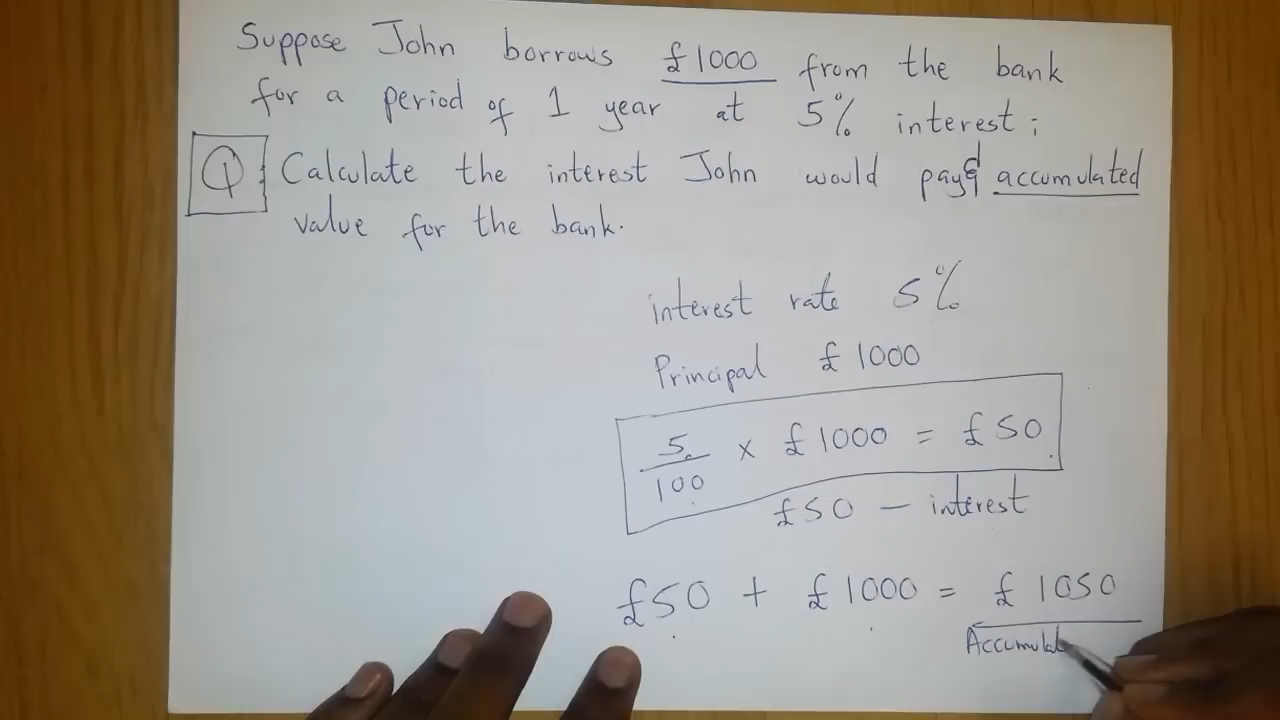 Suppose John borrows £1000 from the bank
for a period of 1 year at 5% interest;
Q Calculate the interest John would pay & accumulated
value for the bank.
interest rate 5%
Principal £1000
5/100 x £1000 = £50
£50 – interest
£50 + £1000 = £1050
Accumulat